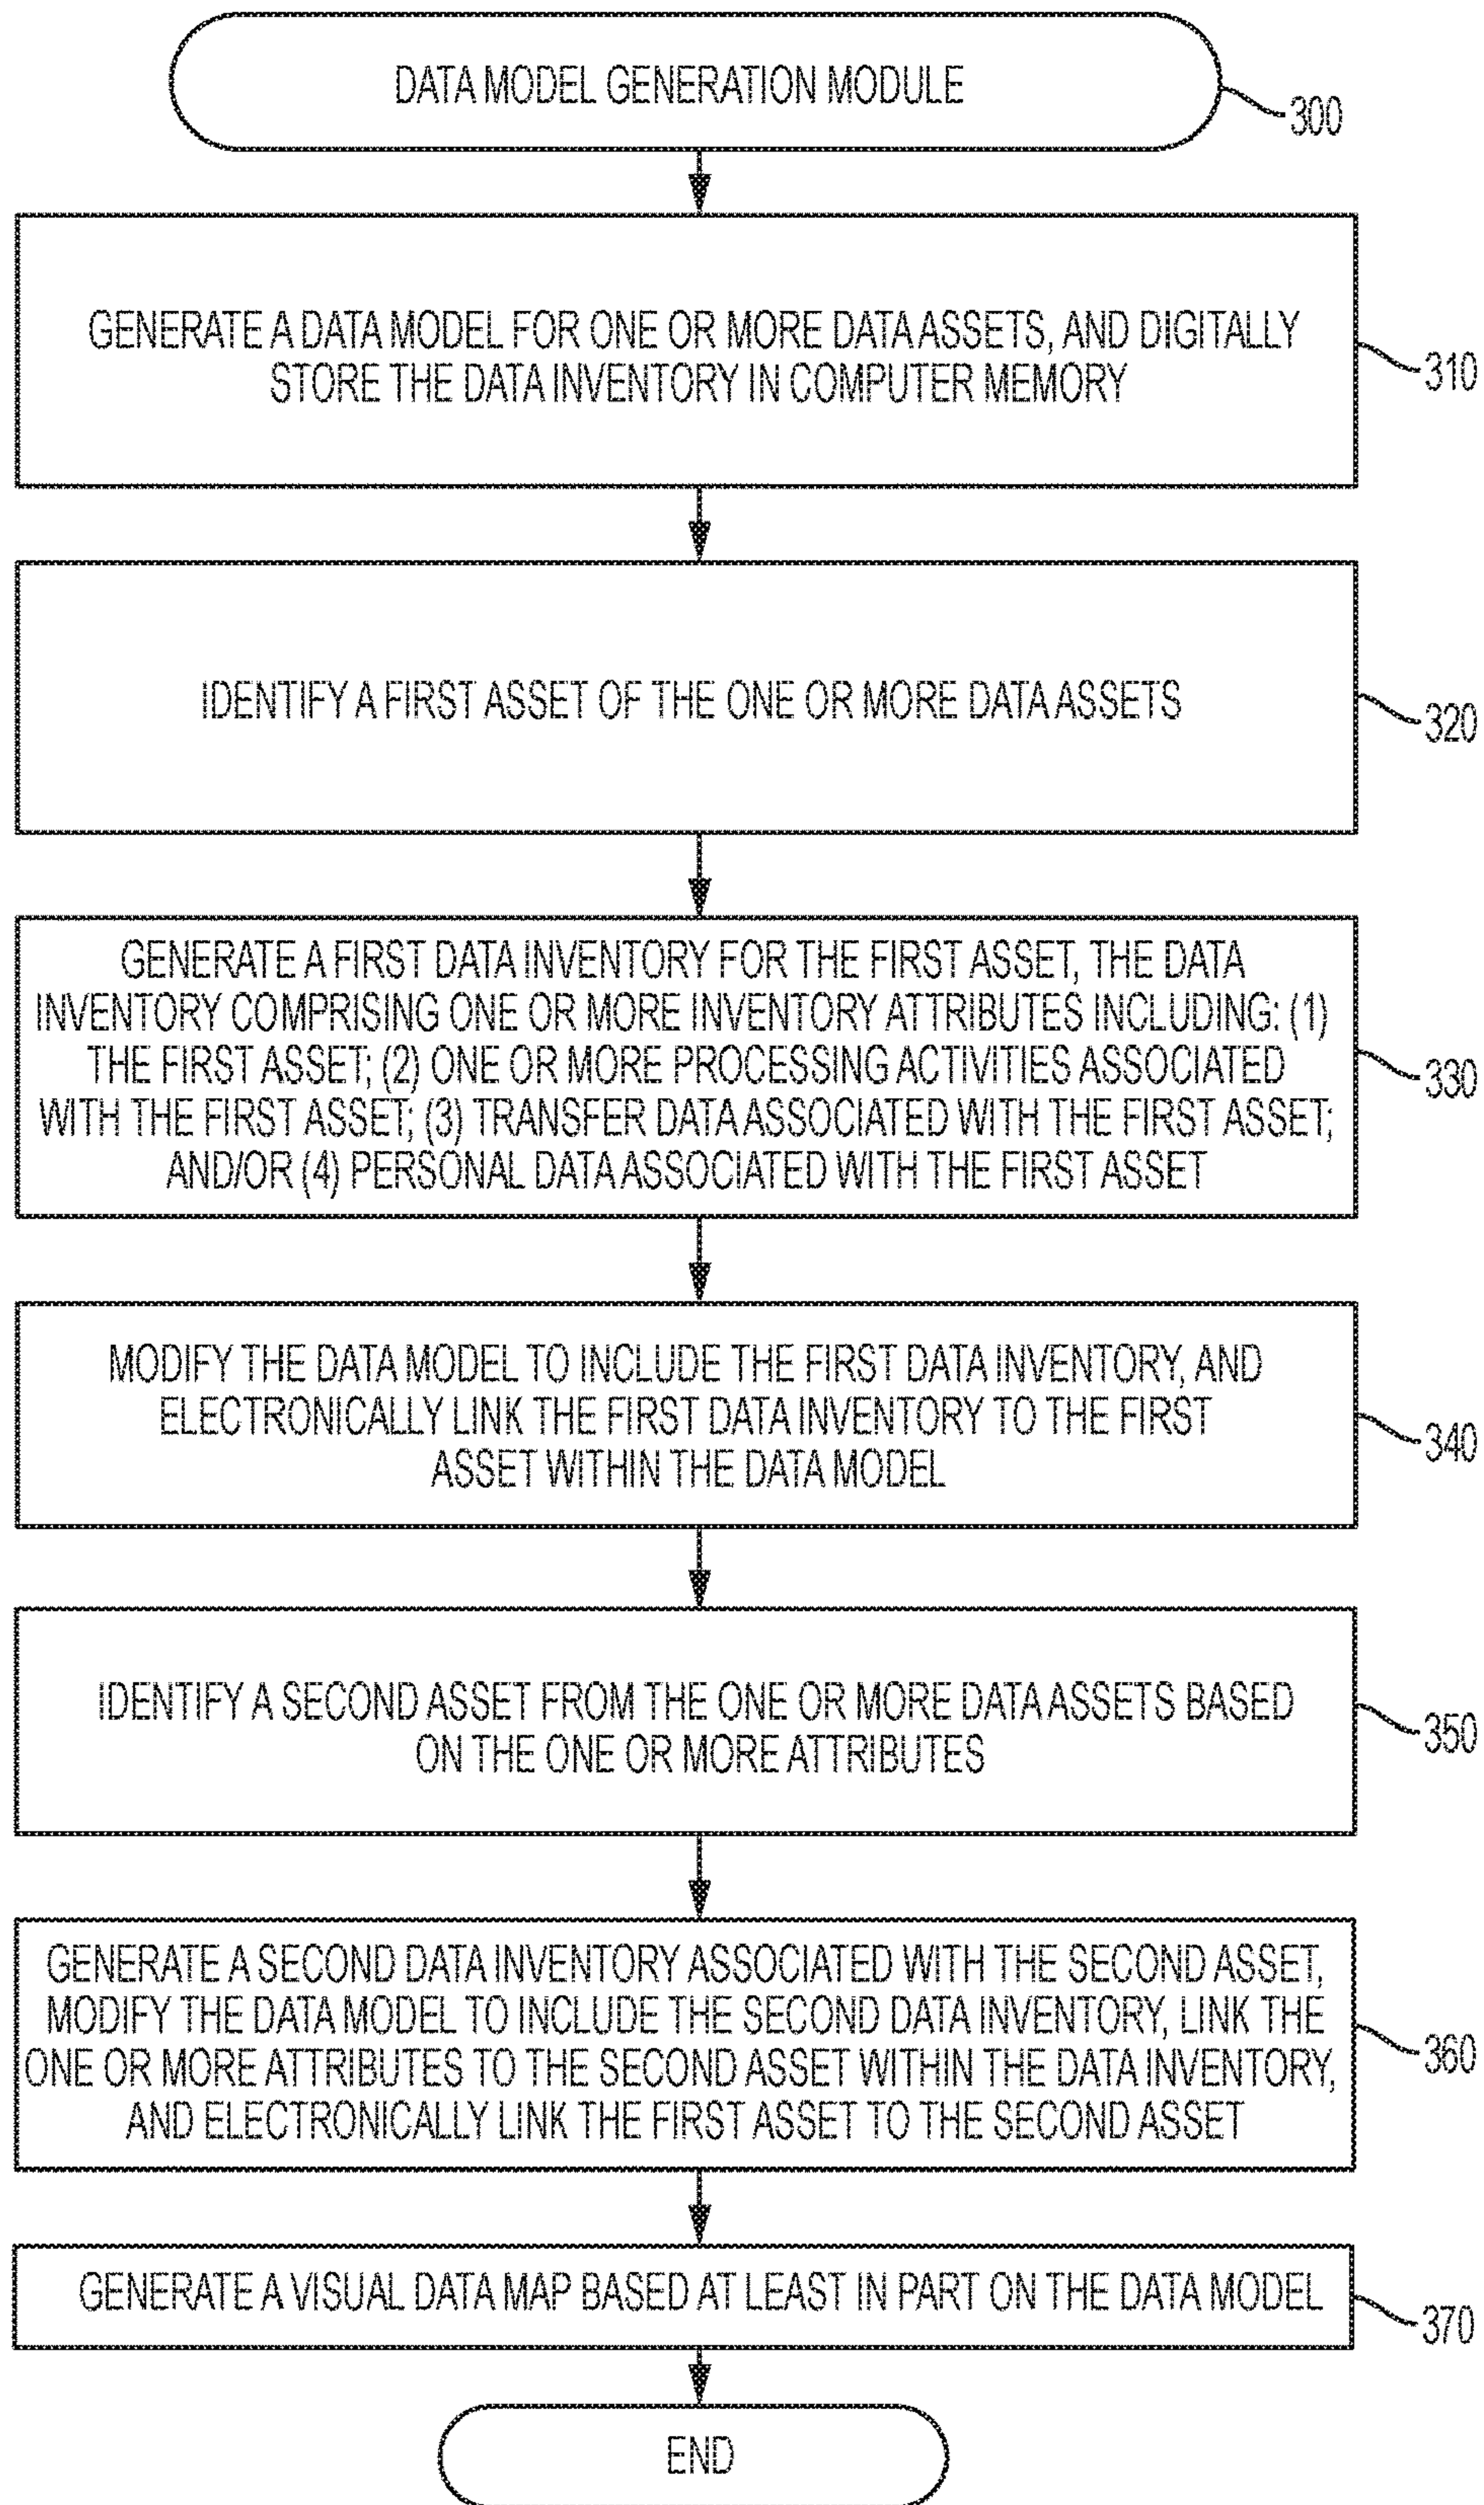 DATA MODEL GENERATION MODULE
300
GENERATE A DATA MODEL FOR ONE OR MORE DATA ASSETS, AND DIGITALLY
STORE THE DATA INVENTORY IN COMPUTER MEMORY
310
IDENTIFY A FIRST ASSET OF THE ONE OR MORE DATA ASSETS
320
GENERATE A FIRST DATA INVENTORY FOR THE FIRST ASSET, THE DATA
INVENTORY COMPRISING ONE OR MORE INVENTORY ATTRIBUTES INCLUDING: (1)
THE FIRST ASSET; (2) ONE OR MORE PROCESSING ACTIVITIES ASSOCIATED
WITH THE FIRST ASSET; (3) TRANSFER DATA ASSOCIATED WITH THE FIRST ASSET;
AND/OR (4) PERSONAL DATA ASSOCIATED WITH THE FIRST ASSET
330
MODIFY THE DATA MODEL TO INCLUDE THE FIRST DATA INVENTORY, AND
ELECTRONICALLY LINK THE FIRST DATA INVENTORY TO THE FIRST
ASSET WITHIN THE DATA MODEL
340
IDENTIFY A SECOND ASSET FROM THE ONE OR MORE DATA ASSETS BASED
ON THE ONE OR MORE ATTRIBUTES
350
GENERATE A SECOND DATA INVENTORY ASSOCIATED WITH THE SECOND ASSET,
MODIFY THE DATA MODEL TO INCLUDE THE SECOND DATA INVENTORY, LINK THE
ONE OR MORE ATTRIBUTES TO THE SECOND ASSET WITHIN THE DATA INVENTORY,
AND ELECTRONICALLY LINK THE FIRST ASSET TO THE SECOND ASSET
360
GENERATE A VISUAL DATA MAP BASED AT LEAST IN PART ON THE DATA MODEL
370
END